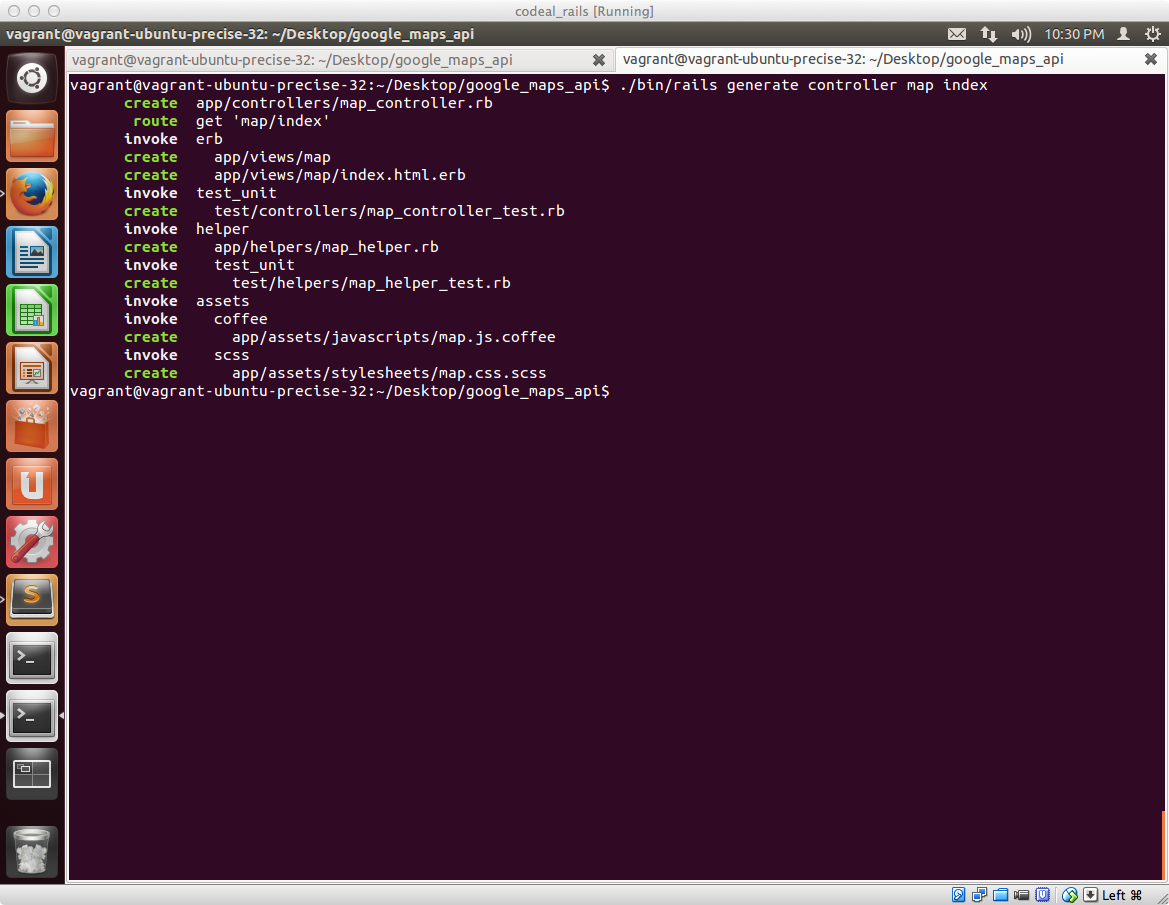 codeal_rails [Running]
vagrant@vagrant-ubuntu-precise-32: ~/Desktop/google_maps_api
10:30 PM
vagrant@vagrant-ubuntu-precise-32: ~/Desktop/google_maps_api
vagrant@vagrant-ubuntu-precise-32: ~/Desktop/google_maps_api
vagrant@vagrant-ubuntu-precise-32:~/Desktop/google_maps_api$ ./bin/rails generate controller map index
create app/controllers/map_controller.rb
route get 'map/index'
invoke erb
create app/views/map
create app/views/map/index.html.erb
invoke test_unit
create test/controllers/map_controller_test.rb
invoke helper
create app/helpers/map_helper.rb
invoke test_unit
create test/helpers/map_helper_test.rb
invoke assets
invoke coffee
create app/assets/javascripts/map.js.coffee
invoke scss
create app/assets/stylesheets/map.css.scss
vagrant@vagrant-ubuntu-precise-32:~/Desktop/google_maps_api$
Left ⌘